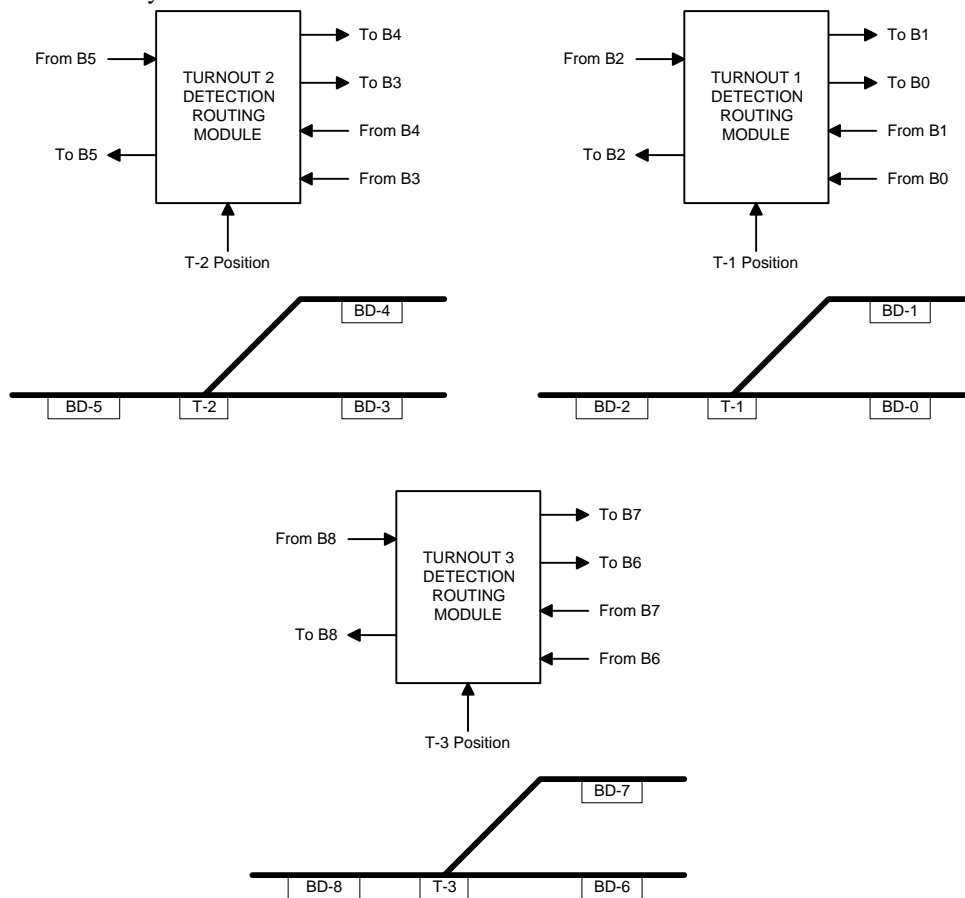 To B4
To B3
From B4
From B3
From B5
To B5
TURNOUT 2
DETECTION
ROUTING
MODULE
T-2 Position
To B1
To B0
From B1
From B0
From B2
To B2
TURNOUT 1
DETECTION
ROUTING
MODULE
T-1 Position
BD-4
BD-5
T-2
BD-3
BD-1
BD-2
T-1
BD-0
To B7
To B6
From B7
From B6
From B8
To B8
TURNOUT 3
DETECTION
ROUTING
MODULE
T-3 Position
BD-7
BD-8
T-3
BD-6